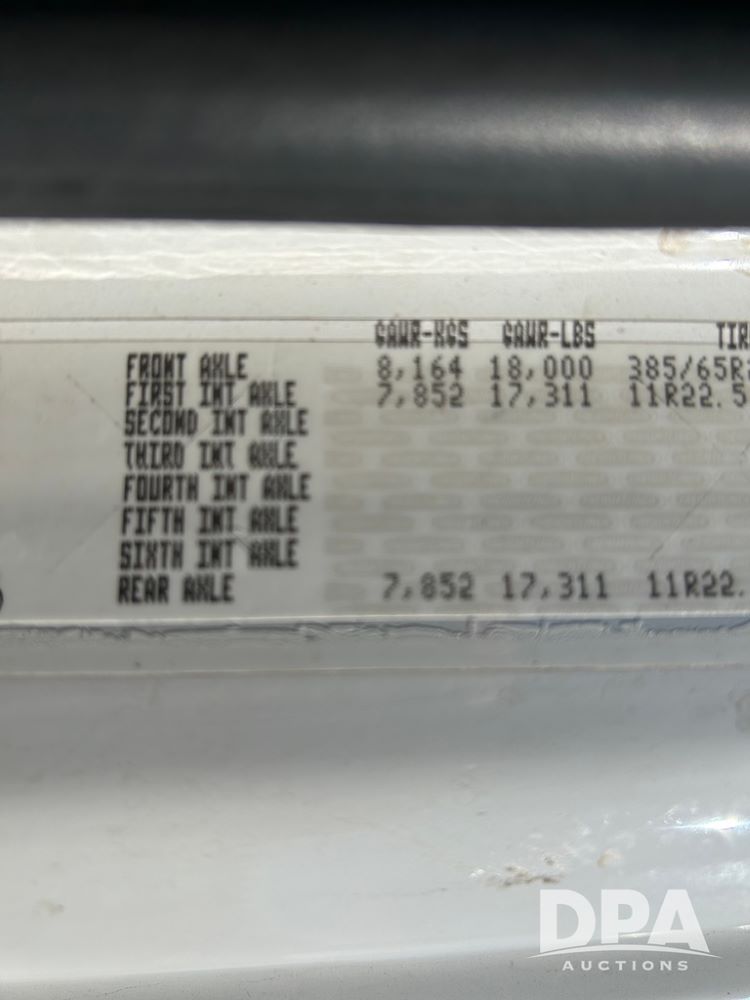 GAWR-KGS GAWR-LBS TIR
FRONT AXLE 8,164 18,000 385/65R2
FIRST INT AXLE 7,852 17,311 11R22.5
SECOND INT AXLE
THIRD INT AXLE
FOURTH INT AXLE
FIFTH INT AXLE
SIXTH INT AXLE
REAR AXLE 7,852 17,311 11R22.
DPA
AUCTIONS